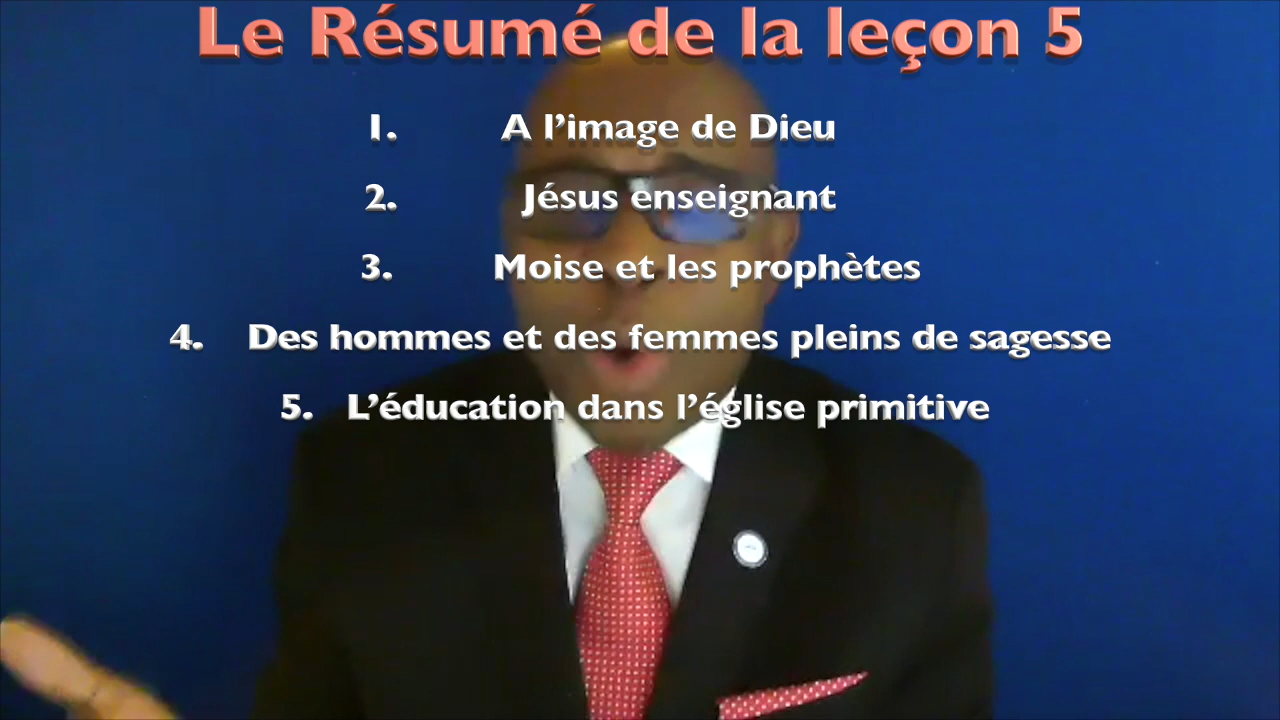 Le Résumé de la leçon 5
1. A l’image de Dieu
2. Jésus enseignant
3. Moise et les prophètes
4. Des hommes et des femmes pleins de sagesse
5. L’éducation dans l’église primitive